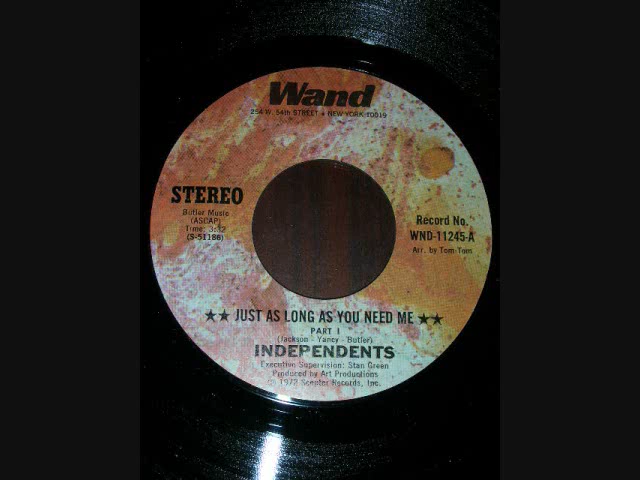 Wand
254 W. 54th STREET ★ NEW YORK 10019
STEREO
Butler Music
(ASCAP)
Time: 3:32
(S-51186)
Record No.
WND-11245-A
Arr. by Tom-Tom
★★ JUST AS LONG AS YOU NEED ME ★★
PART I
(Jackson - Yancy - Butler)
INDEPENDENTS
Executive Supervision: Stan Green
Produced by Art Productions
℗ 1972 Scepter Records, Inc.